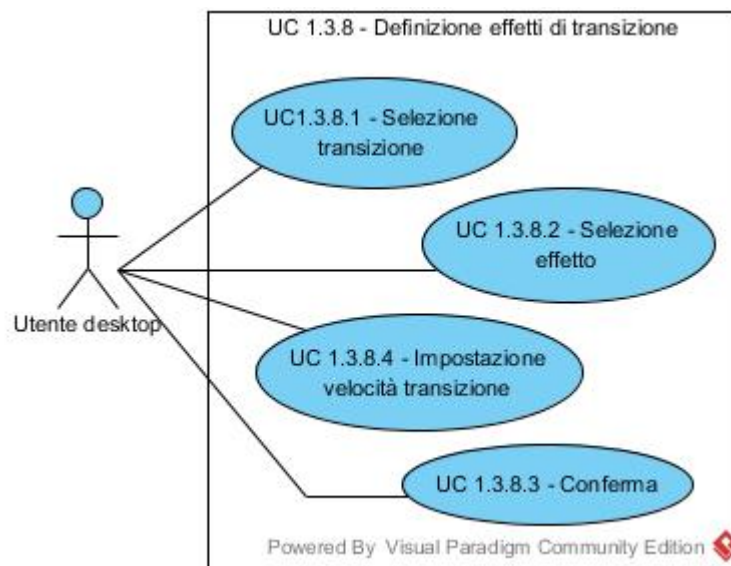 UC 1.3.8 - Definizione effetti di transizione
UC1.3.8.1 - Selezione
transizione
UC 1.3.8.2 - Selezione
effetto
Utente desktop
UC 1.3.8.4 - Impostazione
velocità transizione
UC 1.3.8.3 - Conferma
Powered By Visual Paradigm Community Edition